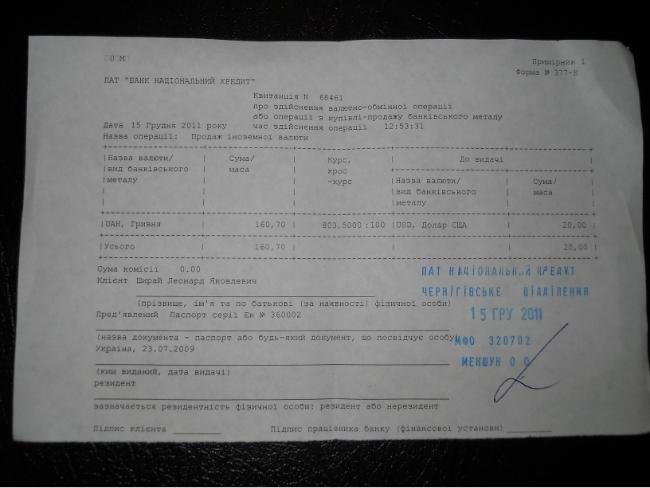 Примірник 1
Форма № 377-К
ПАТ "БАНК НАЦІОНАЛЬНИЙ КРЕДИТ"
Квитанція N 68461
про здійснення валютно-обмінної операції
або операції з купівлі-продажу банківського металу
Дата 15 Грудня 2011 року час здійснення операції 12:53:31
Назва операції: Продаж іноземної валюти
Назва валюти/ Сума/ Курс, До видачі
вид банківського маса крос
металу -курс Назва валюти/ Сума/
вид банківського маса
металу
UAH, Гривня 160,70 803,5000:100 USD, Долар США 20,00
Усього 160,70 20,00
Сума комісії 0.00
Клієнт Ширай Леонард Яковлевич
(прізвище, ім'я та по батькові (за наявності) фізичної особи)
Пред'явлений Паспорт серії Ем № 360002
(назва документа - паспорт або будь-який документ, що посвідчує особу
Україна, 23.07.2009
(ким виданий, дата видачі)
резидент
зазначається резидентність фізичної особи: резидент або нерезидент
Підпис клієнта Підпис працівника банку (фінансової установи)
ПАТ НАЦІОНАЛЬНИЙ КРЕДИТ
ЧЕРНІГІВСЬКЕ ВІДДІЛЕННЯ
15 ГРУ 2011
МФО 320702
МЕКШУН О О